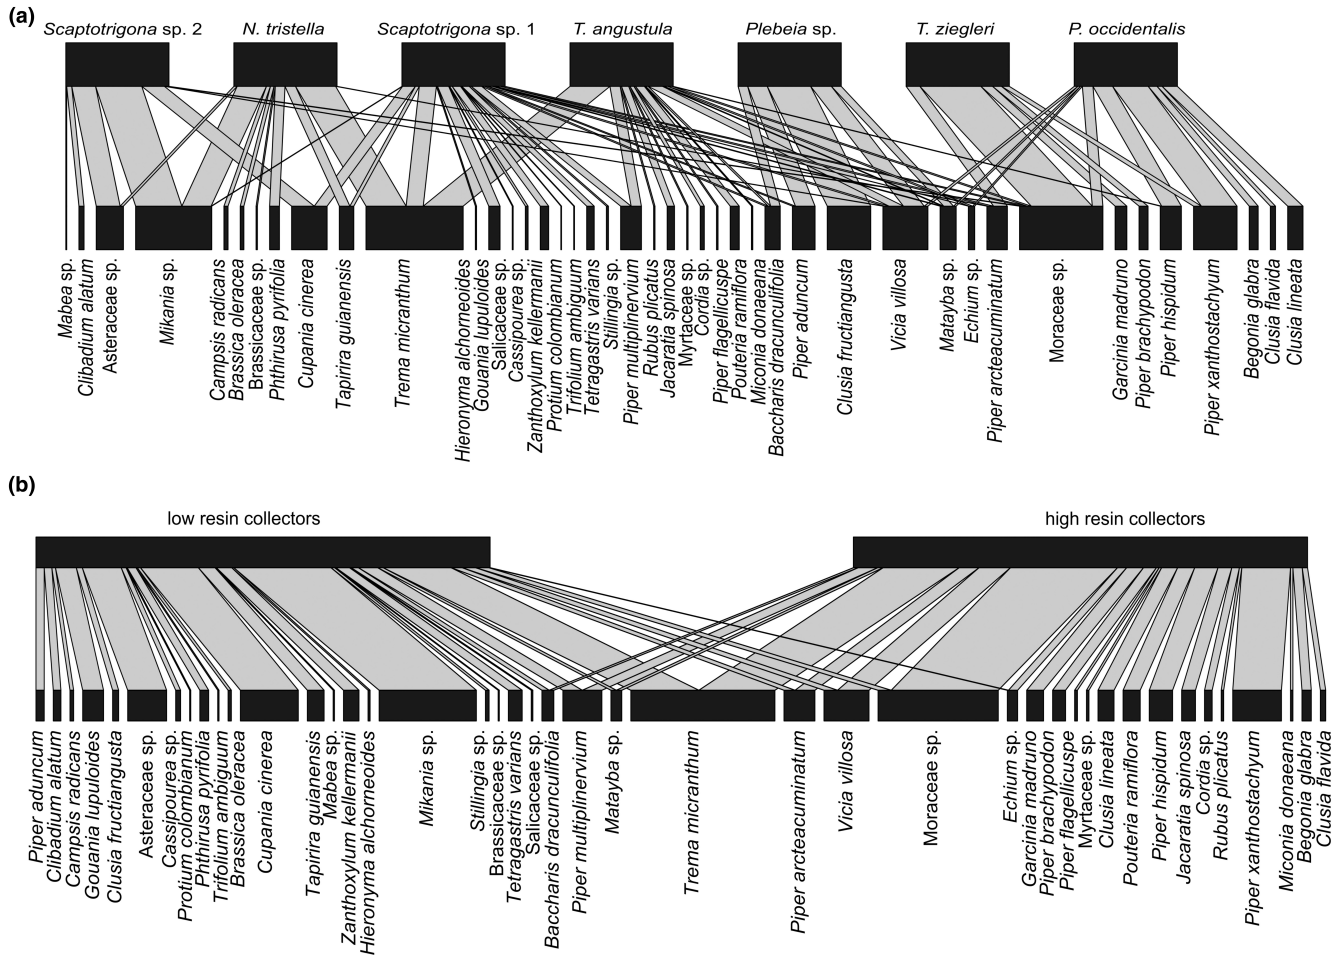 (a)
Scaptotrigona sp. 2
N. tristella
Scaptotrigona sp. 1
T. angustula
Plebeia sp.
T. ziegleri
P. occidentalis
Mabea sp.
Clibadium alatum
Asteraceae sp.
Mikania sp.
Campsis radicans
Brassica oleracea
Brassicaceae sp.
Phthirusa pyrifolia
Cupania cinerea
Tapirira guianensis
Trema micranthum
Hieronyma alchorneoides
Gouania lupuloides
Salicaceae sp.
Cassipourea sp.
Zanthoxylum kellermanii
Protium colombianum
Trifolium ambiguum
Tetragastris varians
Stillingia sp.
Piper multiplinervium
Rubus plicatus
Jacaratia spinosa
Myrtaceae sp.
Cordia sp.
Piper flagellicuspe
Pouteria ramiflora
Miconia donaeana
Baccharis dracunculifolia
Piper aduncum
Clusia fructiangusta
Vicia villosa
Matayba sp.
Echium sp.
Piper arcteacuminatum
Moraceae sp.
Garcinia madruno
Piper brachypodon
Piper hispidum
Piper xanthostachyum
Begonia glabra
Clusia flavida
Clusia lineata
(b)
low resin collectors
high resin collectors
Piper aduncum
Clibadium alatum
Campsis radicans
Gouania lupuloides
Clusia fructiangusta
Asteraceae sp.
Cassipourea sp.
Protium colombianum
Phthirusa pyrifolia
Trifolium ambiguum
Brassica oleracea
Cupania cinerea
Tapirira guianensis
Mabea sp.
Zanthoxylum kellermanii
Hieronyma alchorneoides
Mikania sp.
Stillingia sp.
Brassicaceae sp.
Tetragastris varians
Salicaceae sp.
Baccharis dracunculifolia
Piper multiplinervium
Matayba sp.
Trema micranthum
Piper arcteacuminatum
Vicia villosa
Moraceae sp.
Echium sp.
Garcinia madruno
Piper brachypodon
Piper flagellicuspe
Myrtaceae sp.
Clusia lineata
Pouteria ramiflora
Piper hispidum
Jacaratia spinosa
Cordia sp.
Rubus plicatus
Piper xanthostachyum
Miconia donaeana
Begonia glabra
Clusia flavida